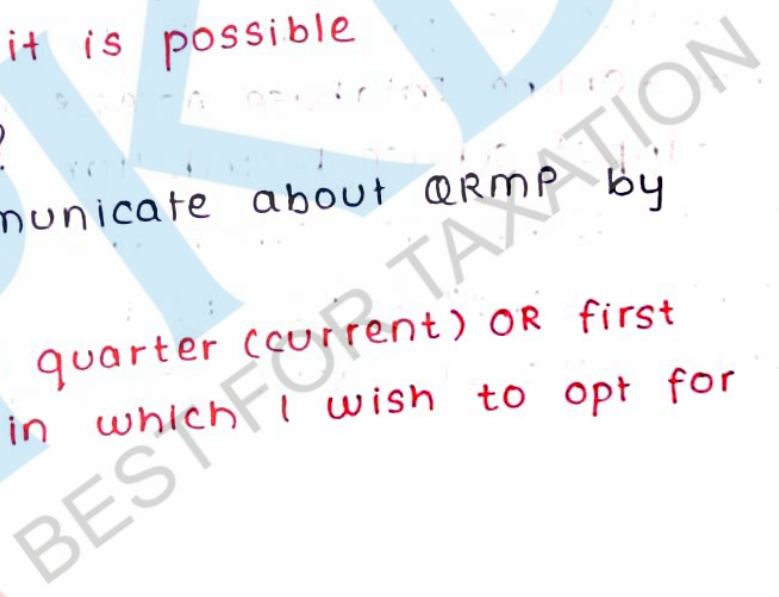 it is possible
?
municate about QRMP by
quarter (current) OR first
in which I wish to opt for
BEST FOR TAXATION